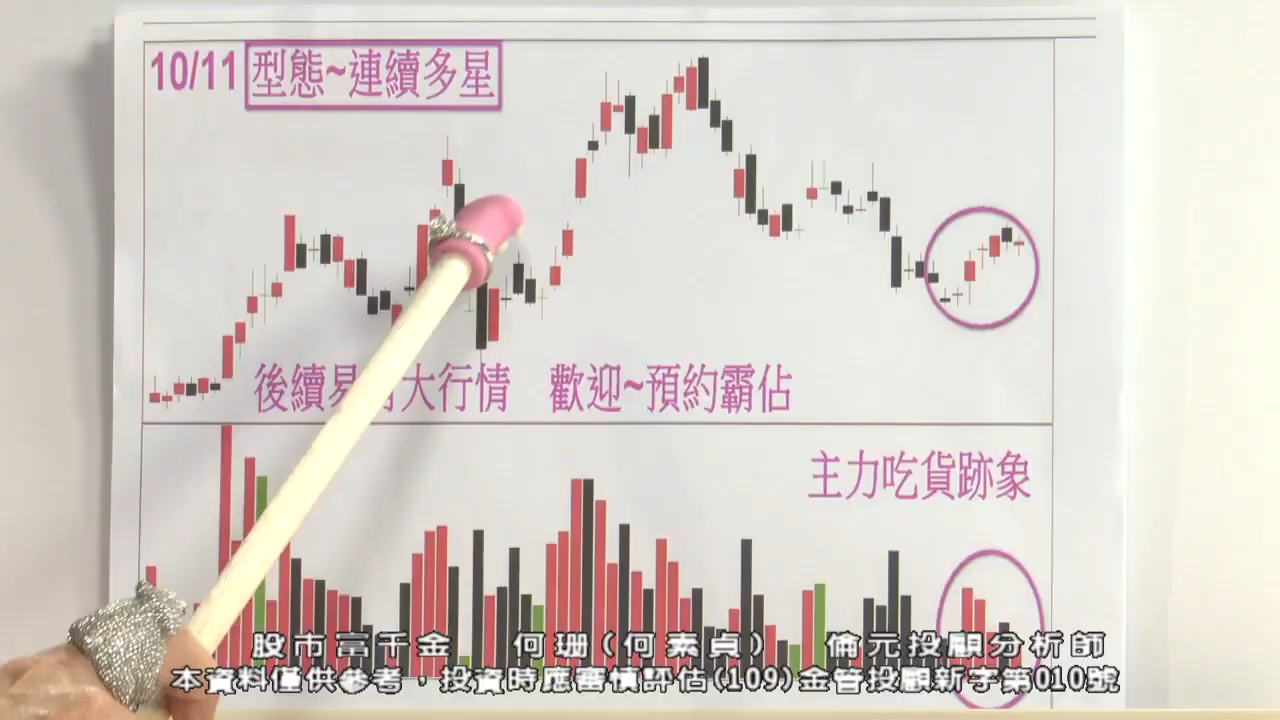 10/11 型態~連續多星
後續易 大行情 歡迎~預約霸佔
主力吃貨跡象
股市富千金 何珊(何素貞) 倫元投顧分析師
本資料僅供參考,投資時應審慎評估(109)金管投顧新字第010號